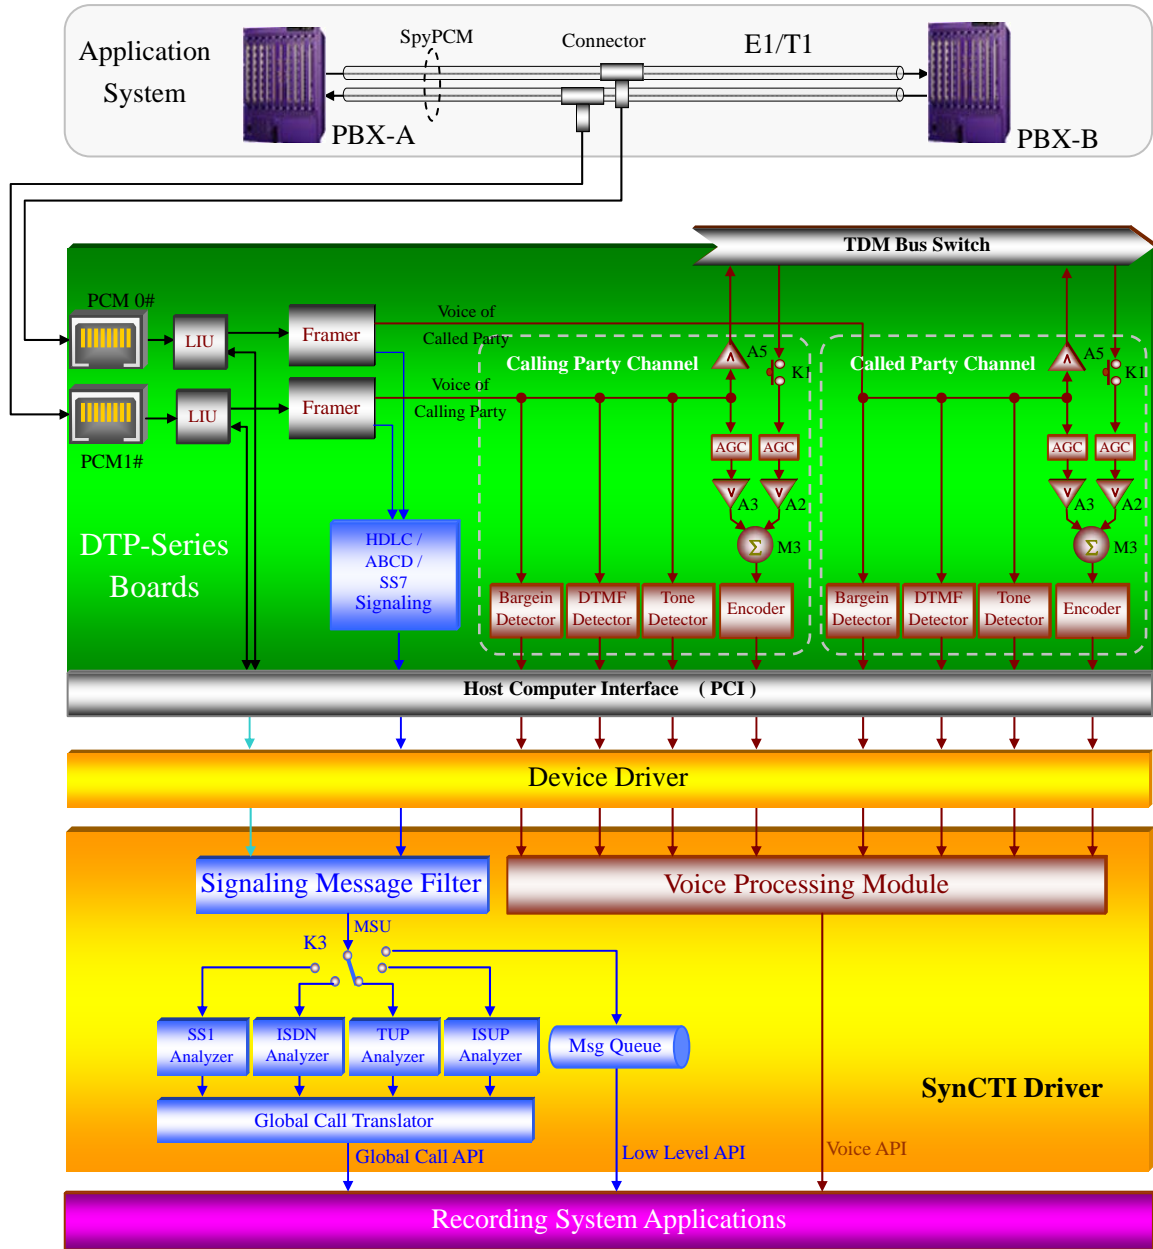 Application
System
SpyPCM
Connector
E1/T1
PBX-A
PBX-B
TDM Bus Switch
PCM 0#
LIU
Framer
Voice of
Called Party
Calling Party Channel
A5
K1
Called Party Channel
A5
K1
PCM1#
LIU
Framer
Voice of
Calling Party
AGC
AGC
AGC
AGC
A3
A2
A3
A2
Σ
M3
Σ
M3
DTP-Series
Boards
HDLC /
ABCD /
SS7
Signaling
Bargein
Detector
DTMF
Detector
Tone
Detector
Encoder
Bargein
Detector
DTMF
Detector
Tone
Detector
Encoder
Host Computer Interface ( PCI )
Device Driver
Signaling Message Filter
Voice Processing Module
MSU
K3
SS1
Analyzer
ISDN
Analyzer
TUP
Analyzer
ISUP
Analyzer
Msg Queue
SynCTI Driver
Global Call Translator
Global Call API
Low Level API
Voice API
Recording System Applications